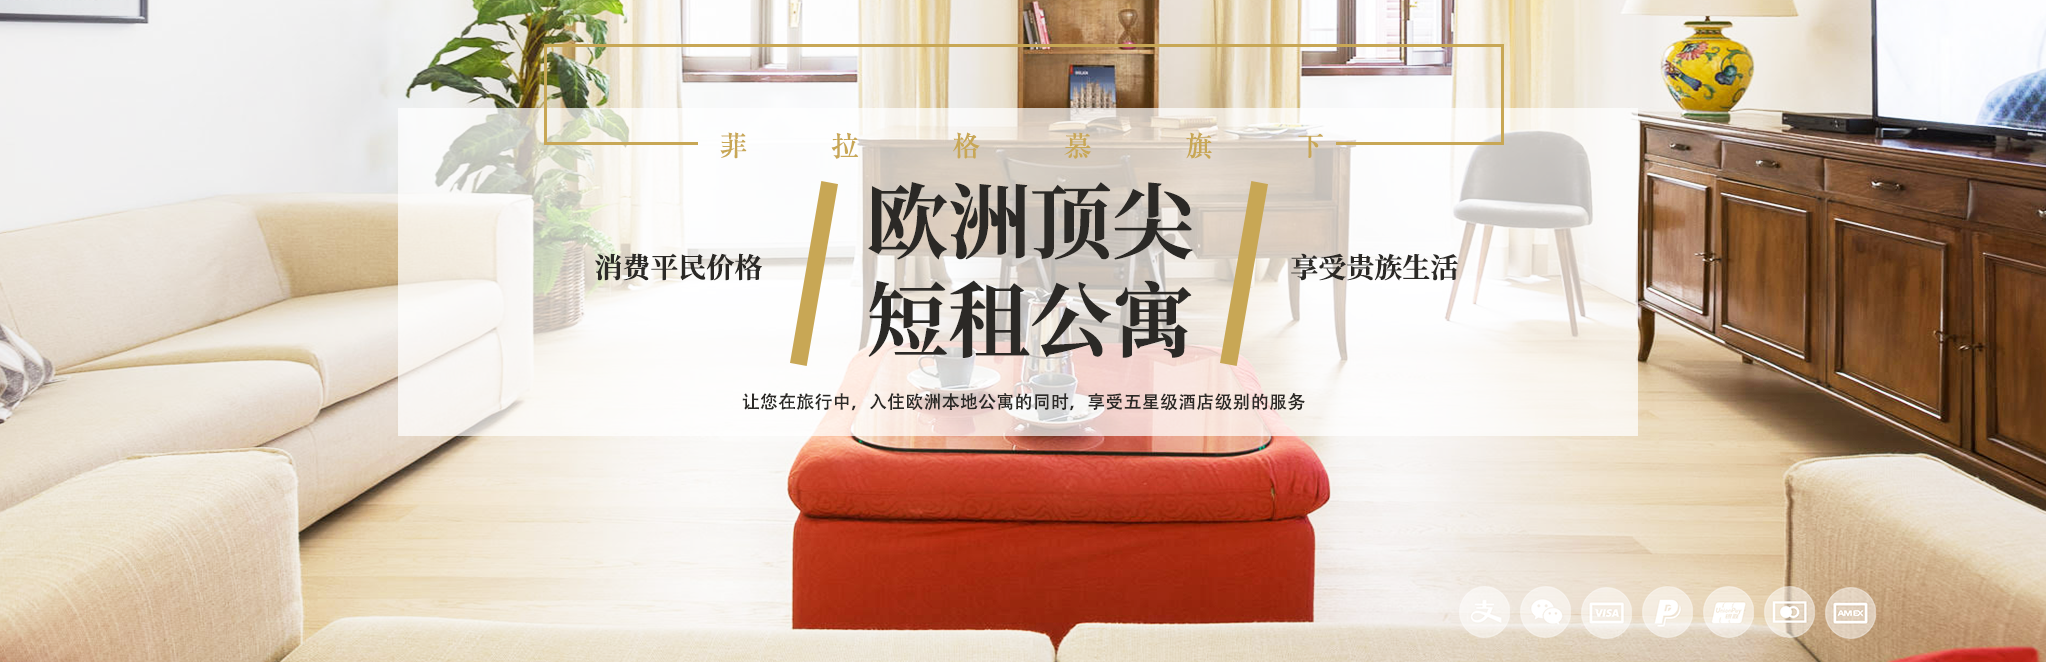 菲拉格慕旗下
欧洲顶尖
短租公寓
消费平民价格
享受贵族生活
让您在旅行中，入住欧洲本地公寓的同时，享受五星级酒店级别的服务
支
VISA
AMEX